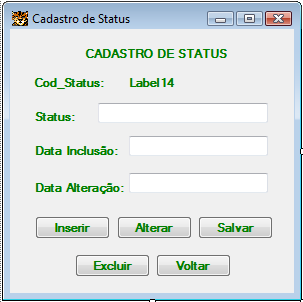 Cadastro de Status
CADASTRO DE STATUS
Cod_Status: Label14
Status:
Data Inclusão:
Data Alteração:
Inserir Alterar Salvar
Excluir Voltar